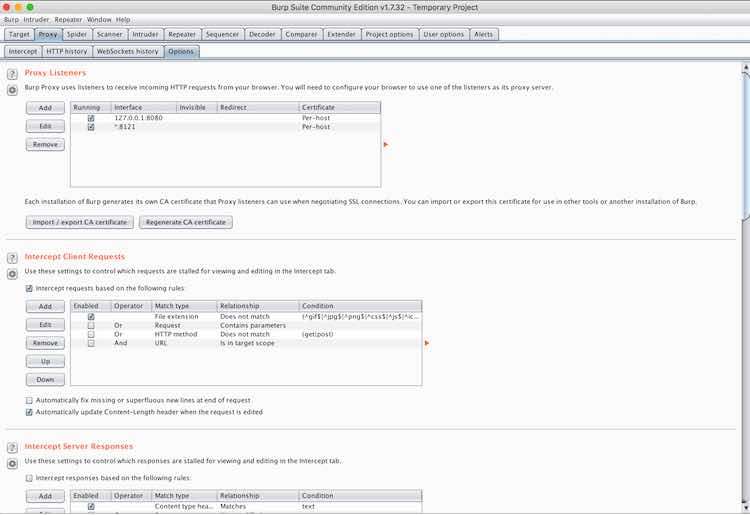 Burp Suite Community Edition v1.7.32 - Temporary Project
Burp Intruder Repeater Window Help
Target Proxy Spider Scanner Intruder Repeater Sequencer Decoder Comparer Extender Project options User options Alerts
Intercept HTTP history WebSockets history Options
? Proxy Listeners
Burp Proxy uses listeners to receive incoming HTTP requests from your browser. You will need to configure your browser to use one of the listeners as its proxy server.
Add Running Interface Invisible Redirect Certificate
127.0.0.1:8080 Per-host
Edit *:8121 Per-host
Remove
Each installation of Burp generates its own CA certificate that Proxy listeners can use when negotiating SSL connections. You can import or export this certificate for use in other tools or another installation of Burp.
Import / export CA certificate Regenerate CA certificate
? Intercept Client Requests
Use these settings to control which requests are stalled for viewing and editing in the Intercept tab.
Intercept requests based on the following rules:
Add Enabled Operator Match type Relationship Condition
File extension Does not match (^gif$|^jpg$|^png$|^css$|^js$|^ic...
Edit Or Request Contains parameters
Or HTTP method Does not match (get|post)
Remove And URL Is in target scope
Up
Down
Automatically fix missing or superfluous new lines at end of request
Automatically update Content-Length header when the request is edited
? Intercept Server Responses
Use these settings to control which responses are stalled for viewing and editing in the Intercept tab.
Intercept responses based on the following rules:
Add Enabled Operator Match type Relationship Condition
Content type hea... Matches text